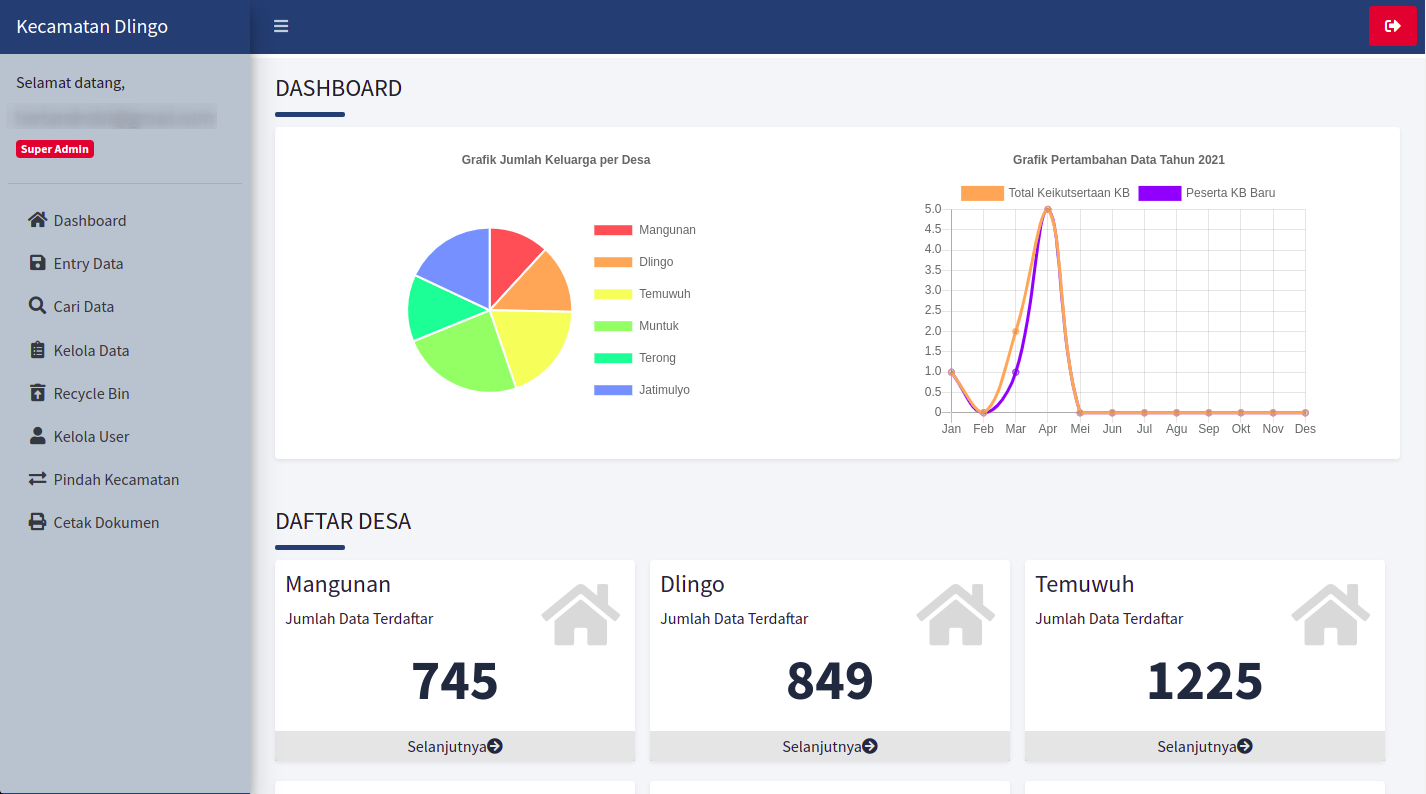 Kecamatan Dlingo
Selamat datang,
Super Admin
Dashboard
Entry Data
Cari Data
Kelola Data
Recycle Bin
Kelola User
Pindah Kecamatan
Cetak Dokumen
DASHBOARD
Grafik Jumlah Keluarga per Desa
Mangunan
Dlingo
Temuwuh
Muntuk
Terong
Jatimulyo
Grafik Pertambahan Data Tahun 2021
Total Keikutsertaan KB Peserta KB Baru
5.0
4.5
4.0
3.5
3.0
2.5
2.0
1.5
1.0
0.5
0
Jan Feb Mar Apr Mei Jun Jul Agu Sep Okt Nov Des
DAFTAR DESA
Mangunan
Jumlah Data Terdaftar
745
Selanjutnya
Dlingo
Jumlah Data Terdaftar
849
Selanjutnya
Temuwuh
Jumlah Data Terdaftar
1225
Selanjutnya